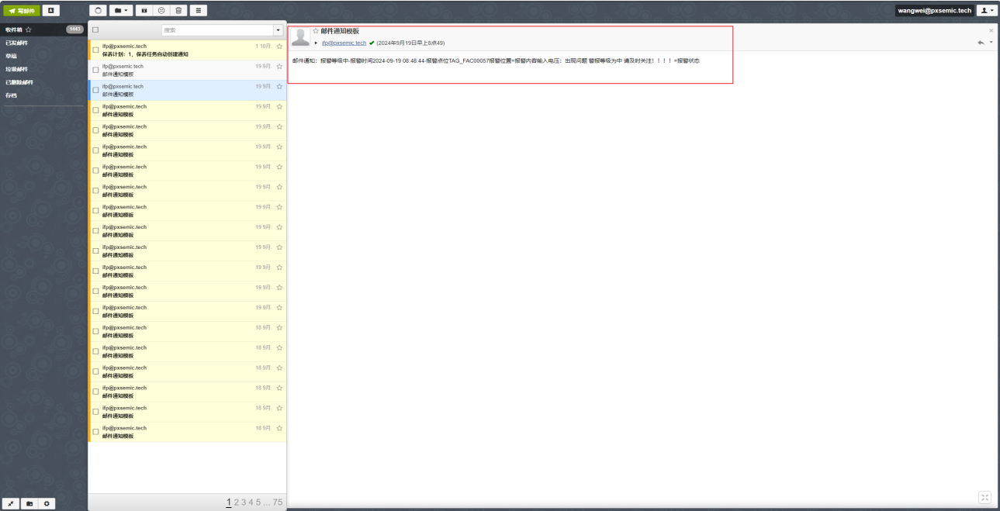 写邮件
wangwei@pxsemic.tech
收件箱 1443
已发邮件
草稿
垃圾邮件
已删除邮件
存档
搜索
ifp@pxsemic.tech 1 10月
保养计划: 1, 保养任务自动创建通知
ifp@pxsemic.tech 19 9月
邮件通知模板
ifp@pxsemic.tech 19 9月
邮件通知模板
ifp@pxsemic.tech 19 9月
邮件通知模板
ifp@pxsemic.tech 19 9月
邮件通知模板
ifp@pxsemic.tech 19 9月
邮件通知模板
ifp@pxsemic.tech 19 9月
邮件通知模板
ifp@pxsemic.tech 19 9月
邮件通知模板
ifp@pxsemic.tech 19 9月
邮件通知模板
ifp@pxsemic.tech 19 9月
邮件通知模板
ifp@pxsemic.tech 19 9月
邮件通知模板
ifp@pxsemic.tech 19 9月
邮件通知模板
ifp@pxsemic.tech 19 9月
邮件通知模板
ifp@pxsemic.tech 19 9月
邮件通知模板
ifp@pxsemic.tech 18 9月
邮件通知模板
ifp@pxsemic.tech 18 9月
邮件通知模板
ifp@pxsemic.tech 18 9月
邮件通知模板
ifp@pxsemic.tech 18 9月
邮件通知模板
ifp@pxsemic.tech 18 9月
邮件通知模板
ifp@pxsemic.tech 18 9月
邮件通知模板
1 2 3 4 5 ... 75
邮件通知模板
ifp@pxsemic.tech (2024年9月19日早上8点49)
邮件通知: 报警等级中-报警时间2024-09-19 08:48:44-报警点位TAG_FAC00057报警位置=报警内容输入电压: 出现问题 警报等级为中 请及时关注！！！！=报警状态